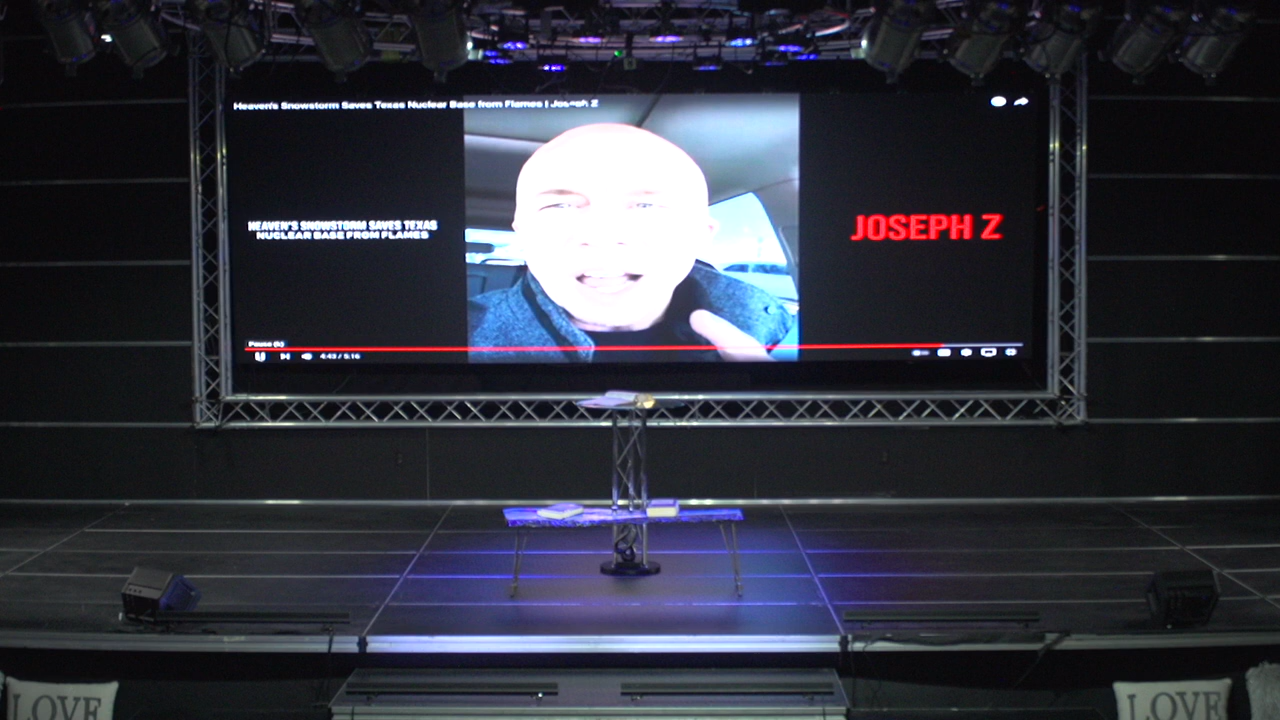 Heaven's Snowstorm Saves Texas Nuclear Base from Flames | Joseph Z
HEAVEN'S SNOWSTORM SAVES TEXAS
NUCLEAR BASE FROM FLAMES
JOSEPH Z
Pause (k)
4:43 / 5:16
LOVE
LOVE